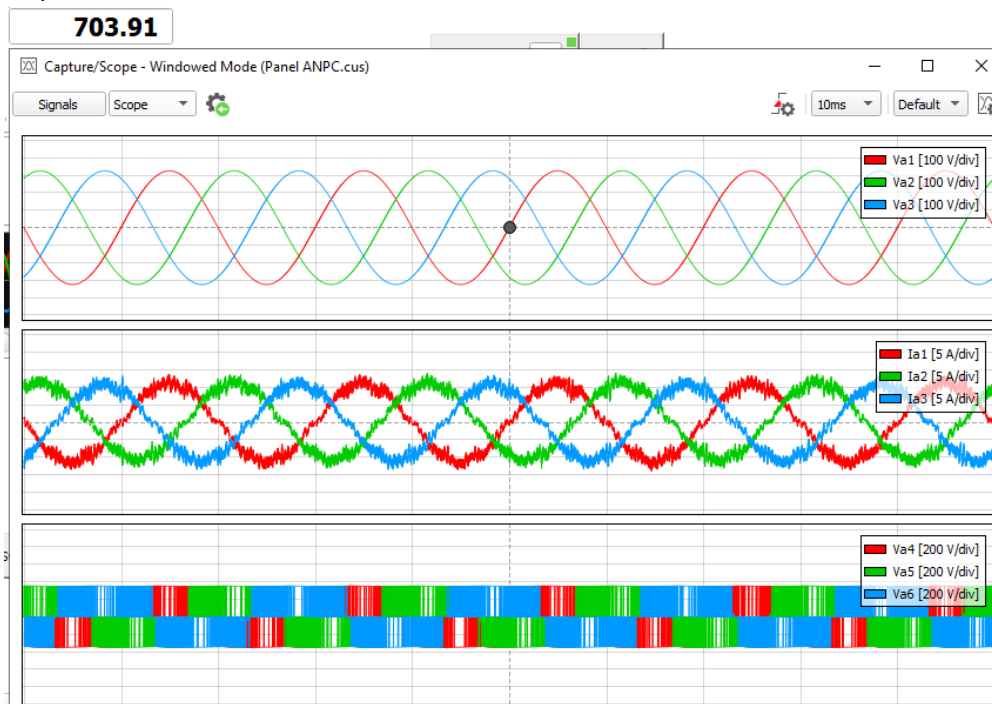 703.91
Capture/Scope - Windowed Mode (Panel ANPC.cus)
Signals
Scope
10ms
Default
Va1 [100 V/div]
Va2 [100 V/div]
Va3 [100 V/div]
Ia1 [5 A/div]
Ia2 [5 A/div]
Ia3 [5 A/div]
Va4 [200 V/div]
Va5 [200 V/div]
Va6 [200 V/div]